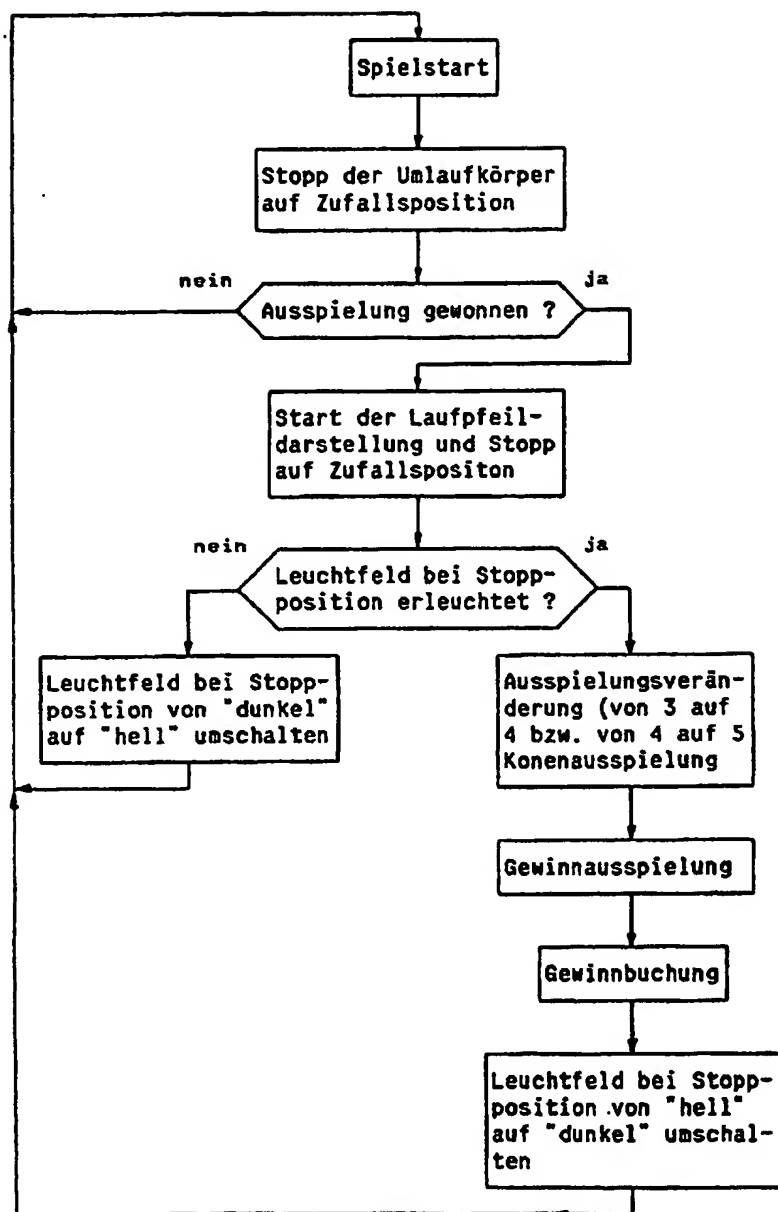 Spielstart
Stopp der Umlaufkörper
auf Zufallsposition
nein
ja
Ausspielung gewonnen ?
Start der Laufpfeil-
darstellung und Stopp
auf Zufallspositon
nein
ja
Leuchtfeld bei Stopp-
position erleuchtet ?
Leuchtfeld bei Stopp-
position von "dunkel"
auf "hell" umschalten
Ausspielungsverän-
derung (von 3 auf
4 bzw. von 4 auf 5
Konenausspielung
Gewinnausspielung
Gewinnbuchung
Leuchtfeld bei Stopp-
position von "hell"
auf "dunkel" umschal-
ten